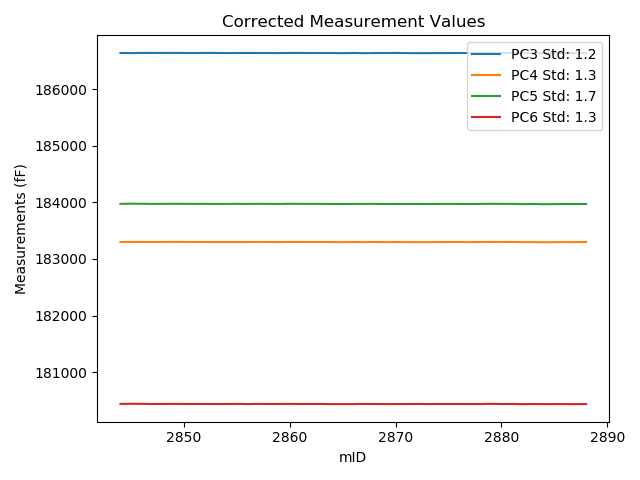 Corrected Measurement Values
PC3 Std: 1.2
PC4 Std: 1.3
PC5 Std: 1.7
PC6 Std: 1.3
Measurements (fF)
186000
185000
184000
183000
182000
181000
2850
2860
2870
2880
2890
mID